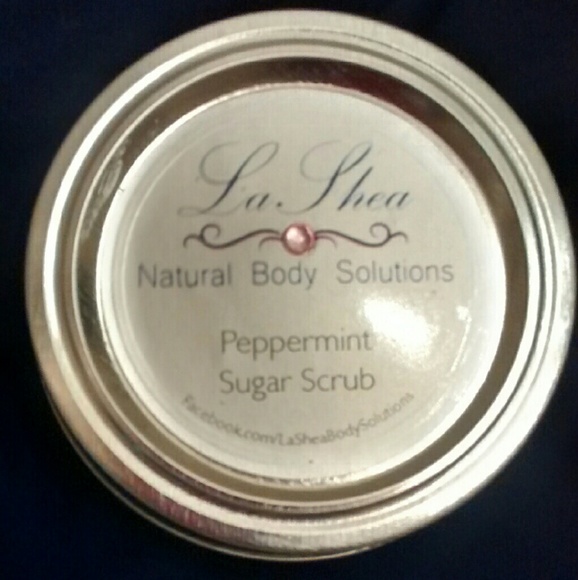 La Shea
Natural Body Solutions
Peppermint
Sugar Scrub
Facebook.com/LaSheaBodySolutions